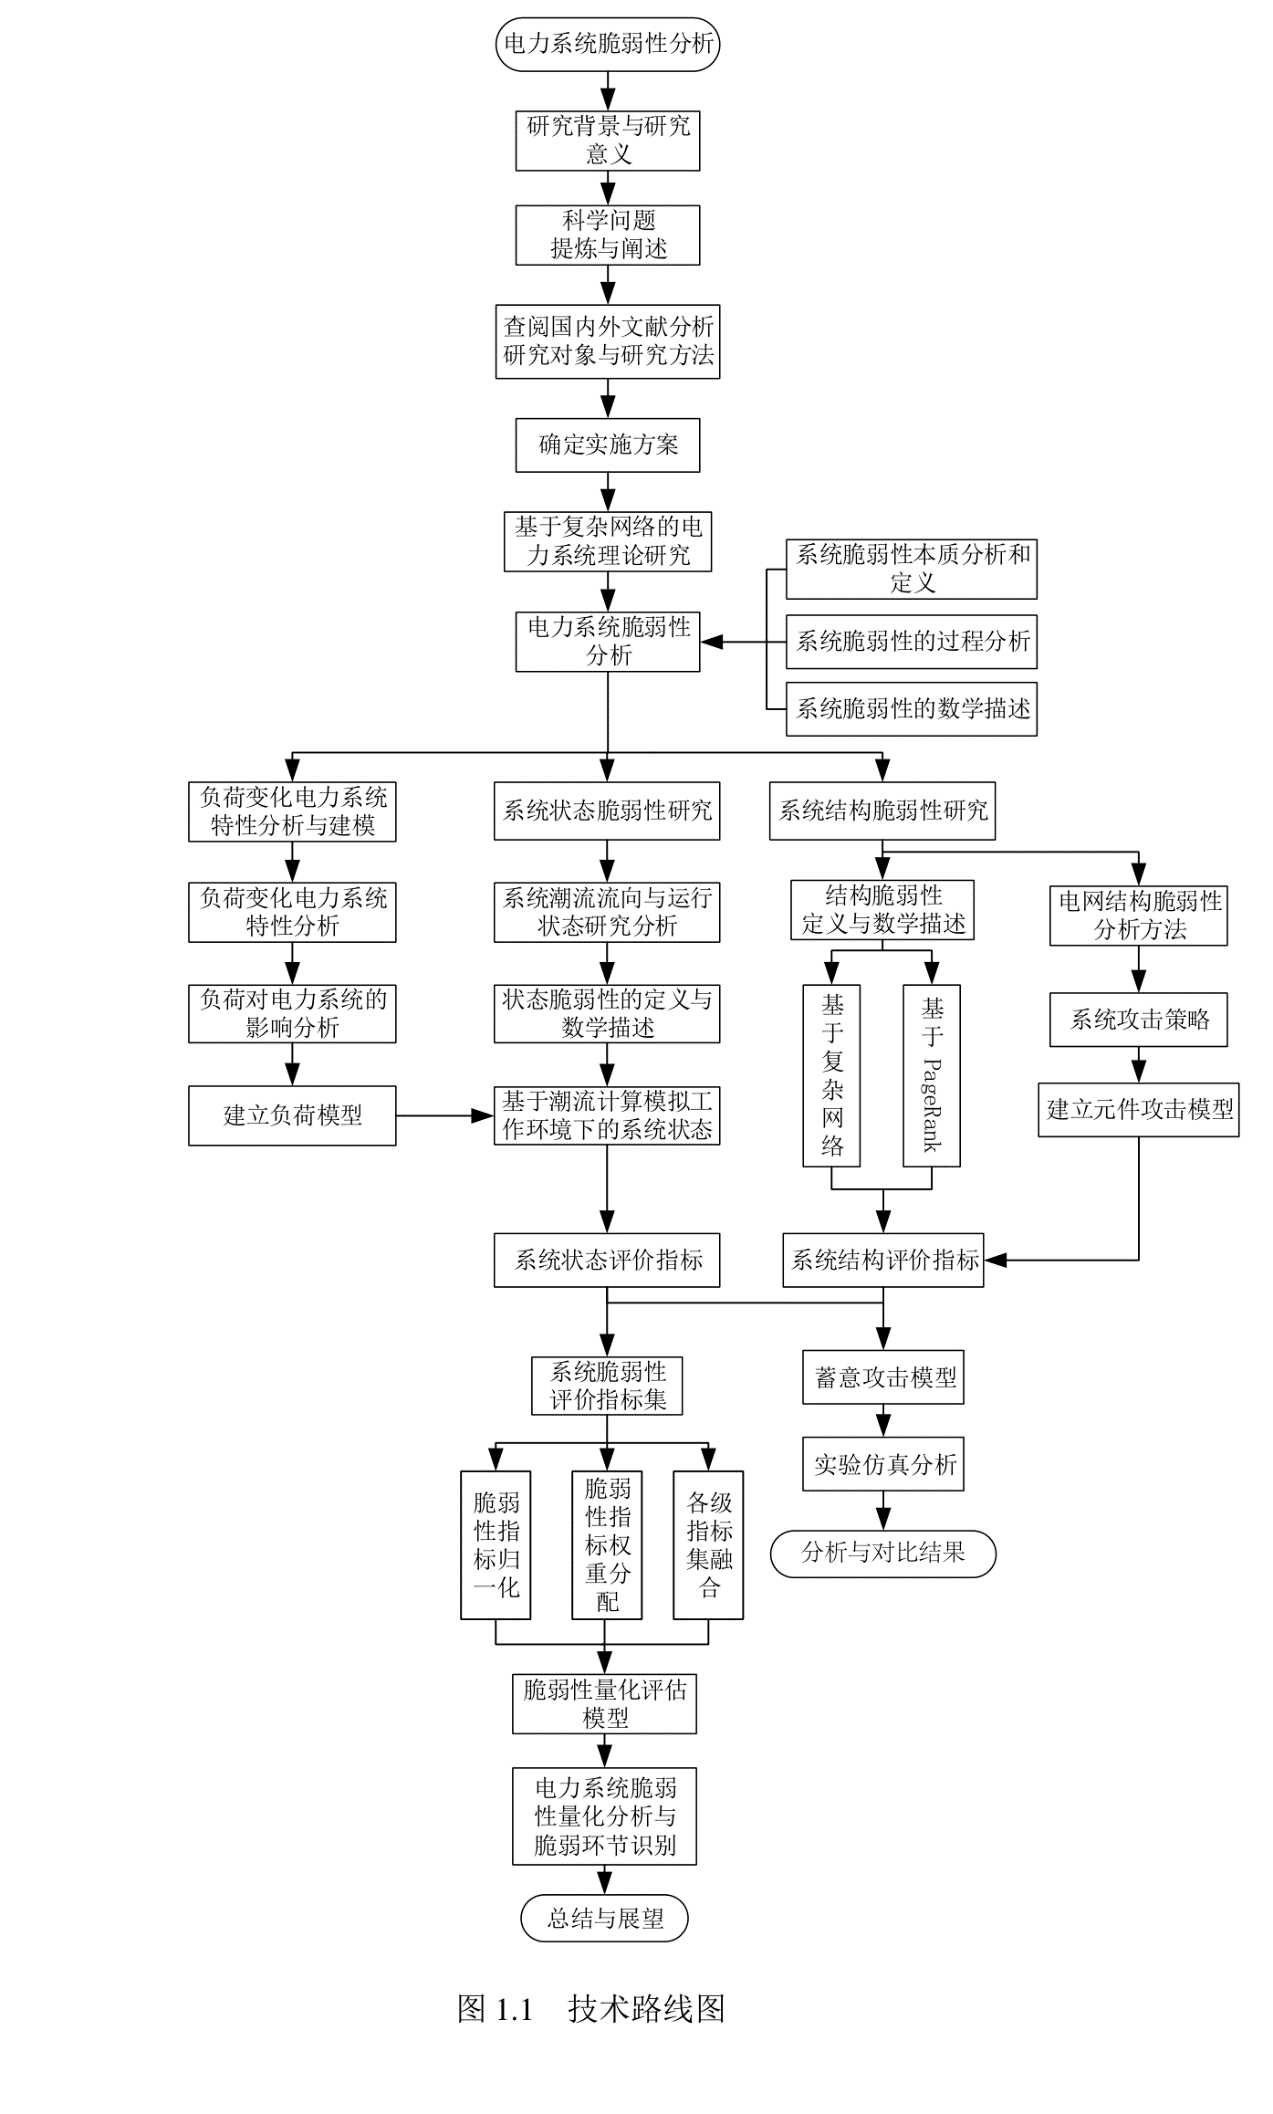 电力系统脆弱性分析
研究背景与研究
意义
科学问题
提炼与阐述
查阅国内外文献分析
研究对象与研究方法
确定实施方案
基于复杂网络的电
力系统理论研究
电力系统脆弱性
分析
系统脆弱性本质分析和
定义
系统脆弱性的过程分析
系统脆弱性的数学描述
负荷变化电力系统
特性分析与建模
负荷变化电力系统
特性分析
负荷对电力系统的
影响分析
建立负荷模型
系统状态脆弱性研究
系统潮流流向与运行
状态研究分析
状态脆弱性的定义与
数学描述
基于潮流计算模拟工
作环境下的系统状态
系统状态评价指标
系统结构脆弱性研究
结构脆弱性
定义与数学描述
基于复杂网络
基于 PageRank
电网结构脆弱性
分析方法
系统攻击策略
建立元件攻击模型
系统结构评价指标
系统脆弱性
评价指标集
脆弱
性指
标归
一化
脆弱
性指
标权
重分
配
各级
指标
集融
合
脆弱性量化评估
模型
电力系统脆弱
性量化分析与
脆弱环节识别
总结与展望
蓄意攻击模型
实验仿真分析
分析与对比结果
图 1.1 技术路线图